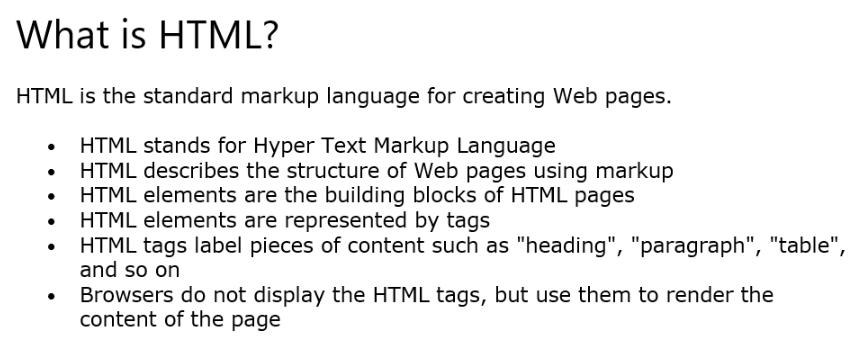 What is HTML?
HTML is the standard markup language for creating Web pages.
• HTML stands for Hyper Text Markup Language
• HTML describes the structure of Web pages using markup
• HTML elements are the building blocks of HTML pages
• HTML elements are represented by tags
• HTML tags label pieces of content such as "heading", "paragraph", "table",
and so on
• Browsers do not display the HTML tags, but use them to render the
content of the page